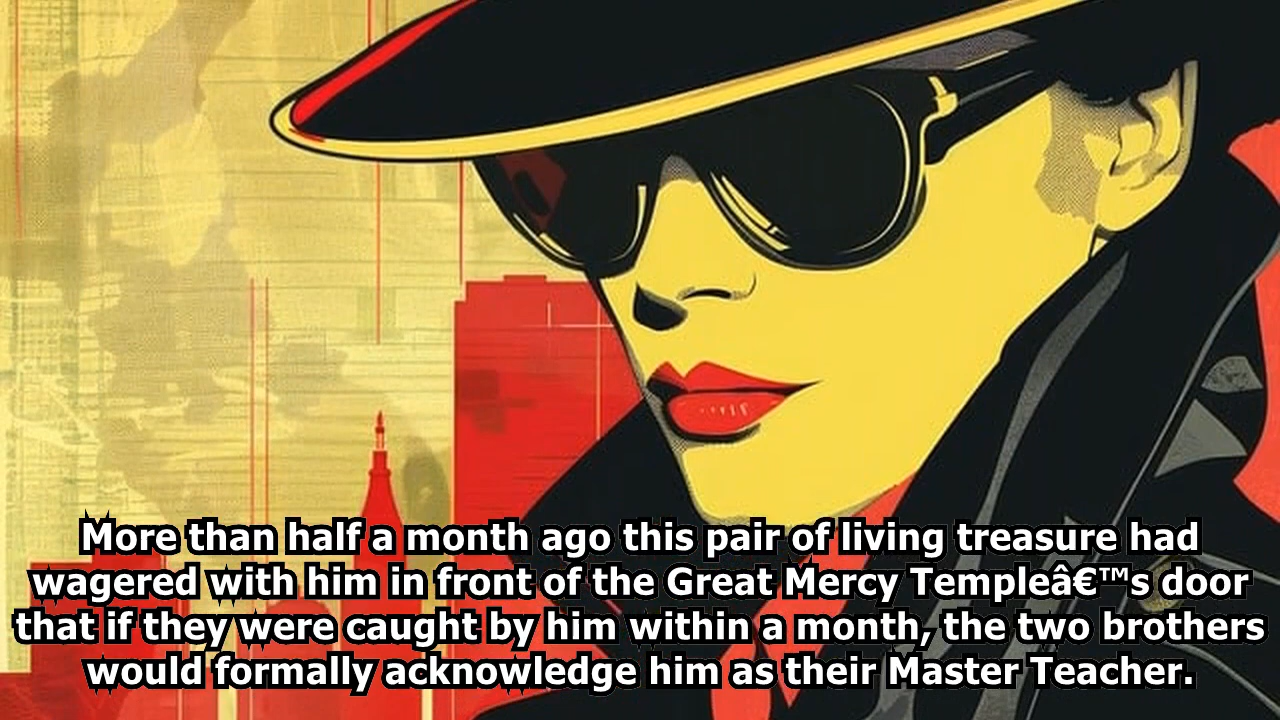 More than half a month ago this pair of living treasure had
wagered with him in front of the Great Mercy Templeâ€™s door
that if they were caught by him within a month, the two brothers
would formally acknowledge him as their Master Teacher.